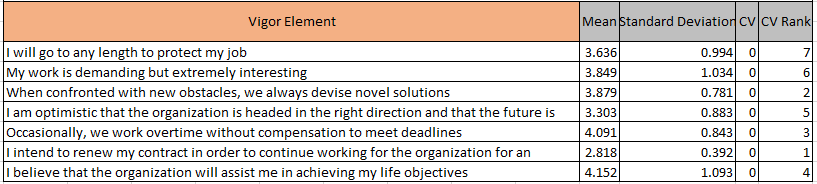 Vigor Element Mean Standard Deviation CV CV Rank
I will go to any length to protect my job 3.636 0.994 0 7
My work is demanding but extremely interesting 3.849 1.034 0 6
When confronted with new obstacles, we always devise novel solutions 3.879 0.781 0 2
I am optimistic that the organization is headed in the right direction and that the future is 3.303 0.883 0 5
Occasionally, we work overtime without compensation to meet deadlines 4.091 0.843 0 3
I intend to renew my contract in order to continue working for the organization for an 2.818 0.392 0 1
I believe that the organization will assist me in achieving my life objectives 4.152 1.093 0 4